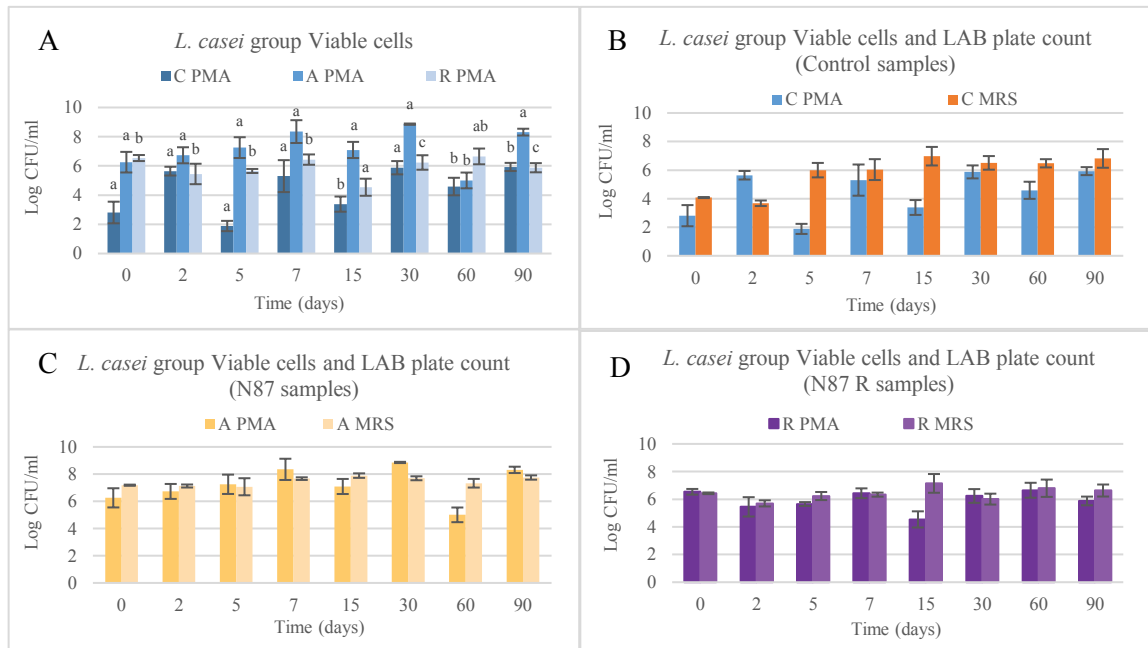 A
L. casei group Viable cells
C PMA A PMA R PMA
Log CFU/ml
10
8
6
4
2
0
a a b
a a b
a b
a b
b a a
a a c
b b ab
a c
0 2 5 7 15 30 60 90
Time (days)
B
L. casei group Viable cells and LAB plate count
(Control samples)
C PMA C MRS
Log CFU/ml
10
8
6
4
2
0
0 2 5 7 15 30 60 90
Time (days)
C
L. casei group Viable cells and LAB plate count
(N87 samples)
A PMA A MRS
Log CFU/ml
10
8
6
4
2
0
0 2 5 7 15 30 60 90
Time (days)
D
L. casei group Viable cells and LAB plate count
(N87 R samples)
R PMA R MRS
Log CFU/ml
10
8
6
4
2
0
0 2 5 7 15 30 60 90
Time (days)